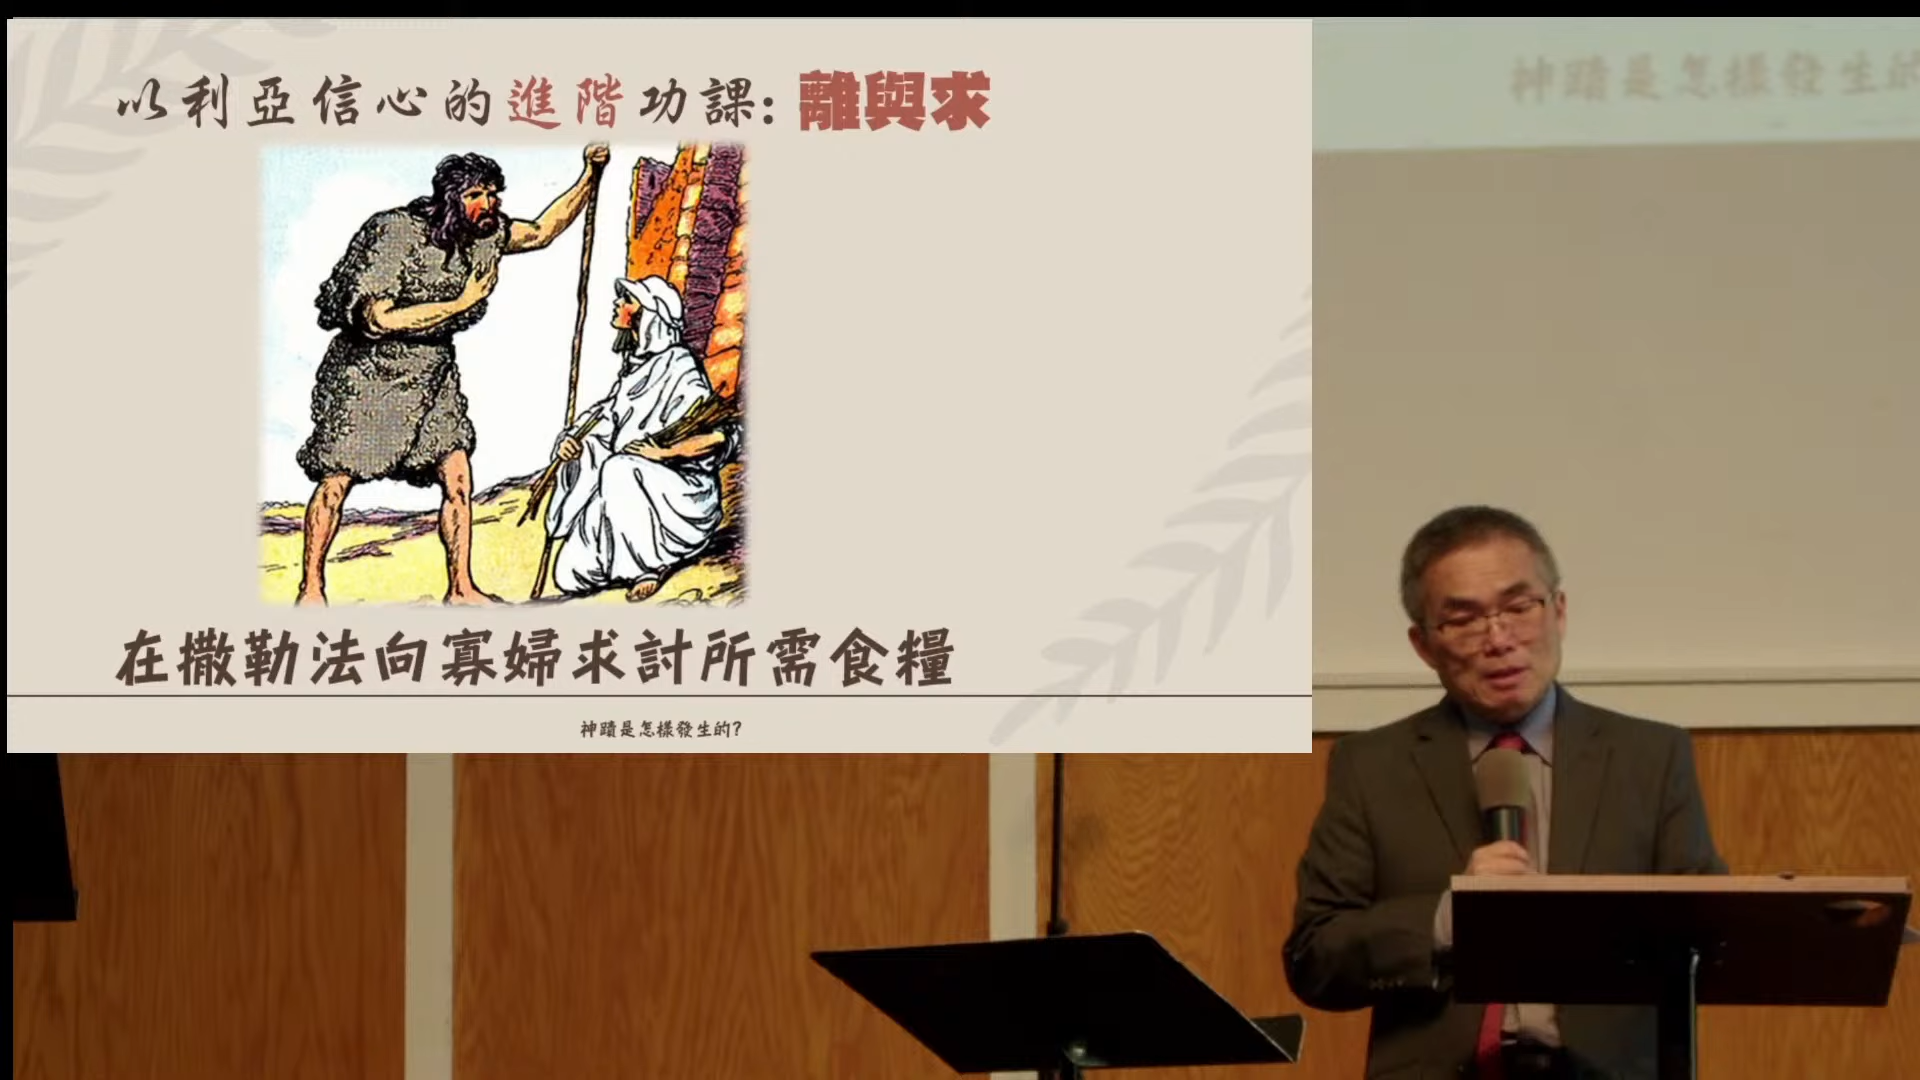 以利亞信心的進階功課: 離與求
在撒勒法向寡婦求討所需食糧
神蹟是怎樣發生的?
神蹟是怎樣發生的